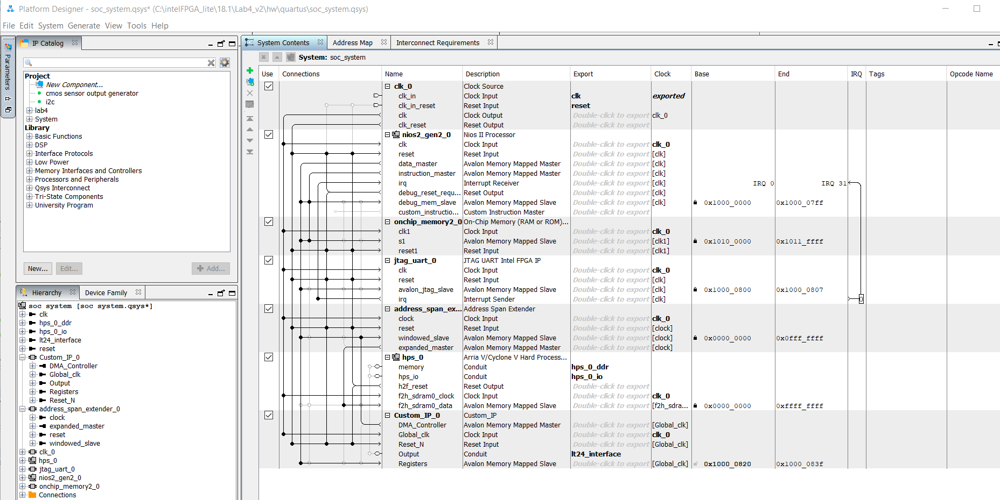 Platform Designer - soc_system.qsys* (C:\intelFPGA_lite\18.1\Lab4_v2\hw\quartus\soc_system.qsys)
File Edit System Generate View Tools Help
Parameters
IP Catalog
Project
New Component...
cmos sensor output generator
i2c
lab4
System
Library
Basic Functions
DSP
Interface Protocols
Low Power
Memory Interfaces and Controllers
Processors and Peripherals
Qsys Interconnect
Tri-State Components
University Program
New... Edit... Add...
Hierarchy Device Family
soc system [soc system.qsys*]
clk
hps_0_ddr
hps_0_io
lt24_interface
reset
Custom_IP_0
DMA_Controller
Global_clk
Output
Registers
Reset_N
address_span_extender_0
clock
expanded_master
reset
windowed_slave
clk_0
hps_0
jtag_uart_0
nios2_gen2_0
onchip_memory2_0
Connections
System Contents Address Map Interconnect Requirements
System: soc_system
Use Connections Name Description Export Clock Base End IRQ Tags Opcode Name
clk_0 Clock Source
clk_in Clock Input clk exported
clk_in_reset Reset Input reset
clk Clock Output Double-click to export clk_0
clk_reset Reset Output Double-click to export
nios2_gen2_0 Nios II Processor
clk Clock Input Double-click to export clk_0
reset Reset Input Double-click to export [clk]
data_master Avalon Memory Mapped Master Double-click to export [clk]
instruction_master Avalon Memory Mapped Master Double-click to export [clk]
irq Interrupt Receiver Double-click to export [clk] IRQ 0 IRQ 31
debug_reset_requ... Reset Output Double-click to export [clk]
debug_mem_slave Avalon Memory Mapped Slave Double-click to export [clk] 0x1000_0000 0x1000_07ff
custom_instructio... Custom Instruction Master Double-click to export
onchip_memory2_0 On-Chip Memory (RAM or ROM)...
clk1 Clock Input Double-click to export clk_0
s1 Avalon Memory Mapped Slave Double-click to export [clk1] 0x1010_0000 0x1011_ffff
reset1 Reset Input Double-click to export [clk1]
jtag_uart_0 JTAG UART Intel FPGA IP
clk Clock Input Double-click to export clk_0
reset Reset Input Double-click to export [clk]
avalon_jtag_slave Avalon Memory Mapped Slave Double-click to export [clk] 0x1000_0800 0x1000_0807
irq Interrupt Sender Double-click to export [clk] 0
address_span_ex... Address Span Extender
clock Clock Input Double-click to export clk_0
reset Reset Input Double-click to export [clock]
windowed_slave Avalon Memory Mapped Slave Double-click to export [clock] 0x0000_0000 0x0fff_ffff
expanded_master Avalon Memory Mapped Master Double-click to export [clock]
hps_0 Arria V/Cyclone V Hard Process...
memory Conduit hps_0_ddr
hps_io Conduit hps_0_io
h2f_reset Reset Output Double-click to export
f2h_sdram0_clock Clock Input Double-click to export clk_0
f2h_sdram0_data Avalon Memory Mapped Slave Double-click to export [f2h_sdra... 0x0000_0000 0xffff_ffff
Custom_IP_0 Custom_IP
DMA_Controller Avalon Memory Mapped Master Double-click to export [Global_clk]
Global_clk Clock Input Double-click to export clk_0
Reset_N Reset Input Double-click to export [Global_clk]
Output Conduit lt24_interface
Registers Avalon Memory Mapped Slave Double-click to export [Global_clk] 0x1000_0820 0x1000_083f